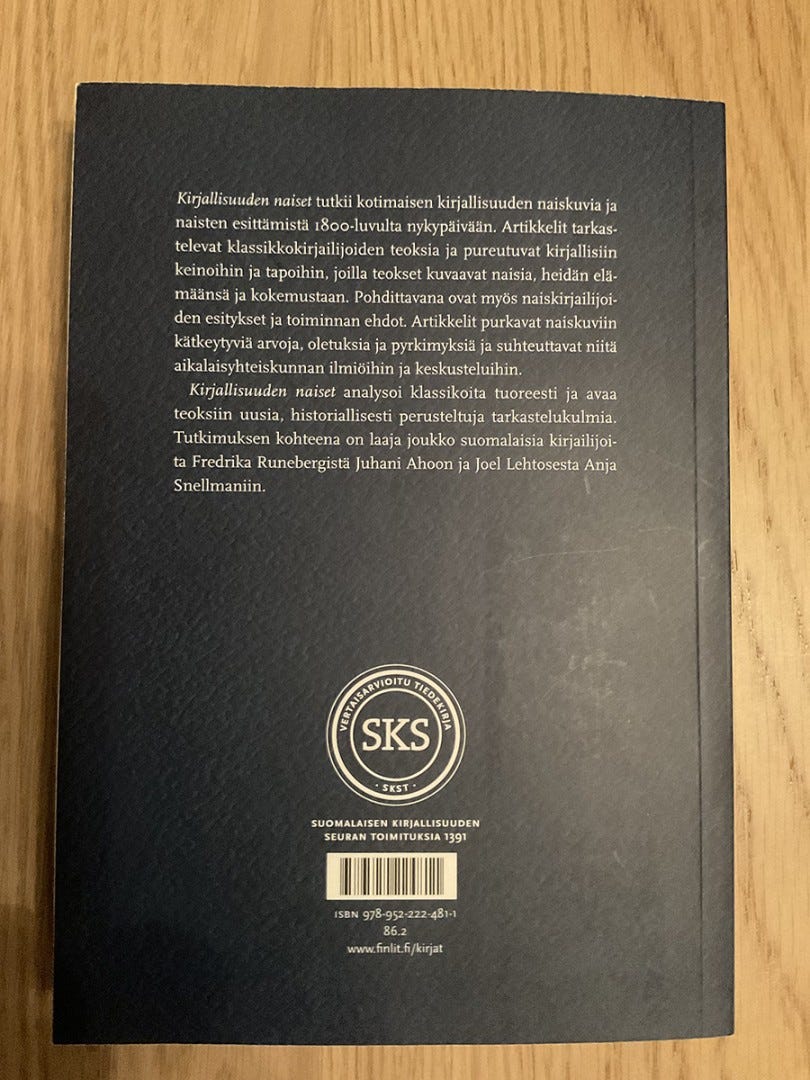 Kirjallisuuden naiset tutkii kotimaisen kirjallisuuden naiskuvia ja
naisten esittämistä 1800-luvulta nykypäivään. Artikkelit tarkas-
televat klassikkokirjailijoiden teoksia ja pureutuvat kirjallisiin
keinoihin ja tapoihin, joilla teokset kuvaavat naisia, heidän elä-
määnsä ja kokemustaan. Pohdittavana ovat myös naiskirjailijoi-
den esitykset ja toiminnan ehdot. Artikkelit purkavat naiskuviin
kätkeytyviä arvoja, oletuksia ja pyrkimyksiä ja suhteuttavat niitä
aikalaisyhteiskunnan ilmiöihin ja keskusteluihin.
Kirjallisuuden naiset analysoi klassikoita tuoreesti ja avaa
teoksiin uusia, historiallisesti perusteltuja tarkastelukulmia.
Tutkimuksen kohteena on laaja joukko suomalaisia kirjailijoi-
ta Fredrika Runebergistä Juhani Ahoon ja Joel Lehtosesta Anja
Snellmaniin.
VERTAISARVIOITU TIEDEKIRJA
SKS
· SKST ·
SUOMALAISEN KIRJALLISUUDEN
SEURAN TOIMITUKSIA 1391
ISBN 978-952-222-481-1
86.2
www.finlit.fi/kirjat